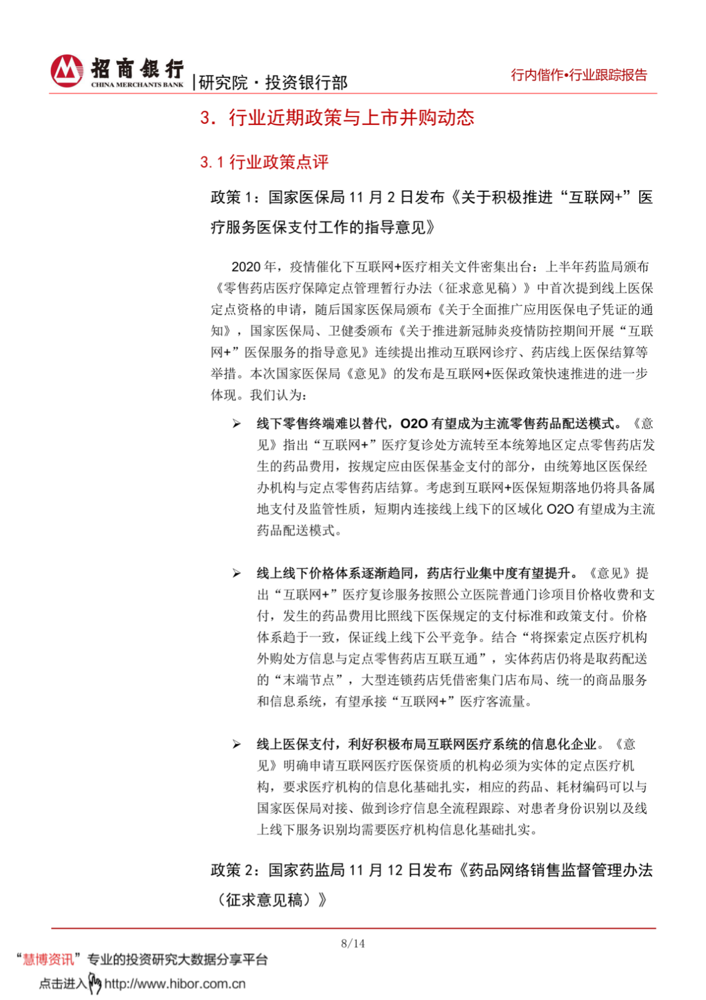 招商银行
CHINA MERCHANTS BANK
|研究院·投资银行部
行内偕作•行业跟踪报告
3. 行业近期政策与上市并购动态
3.1 行业政策点评
政策 1：国家医保局 11 月 2 日发布《关于积极推进“互联网+”医
疗服务医保支付工作的指导意见》
2020 年，疫情催化下互联网+医疗相关文件密集出台：上半年药监局颁布
《零售药店医疗保障定点管理暂行办法（征求意见稿）》中首次提到线上医保
定点资格的申请，随后国家医保局颁布《关于全面推广应用医保电子凭证的通
知》，国家医保局、卫健委颁布《关于推进新冠肺炎疫情防控期间开展“互联
网+”医保服务的指导意见》连续提出推动互联网诊疗、药店线上医保结算等
举措。本次国家医保局《意见》的发布是互联网+医保政策快速推进的进一步
体现。我们认为：
➢ 线下零售终端难以替代，O2O 有望成为主流零售药品配送模式。《意
见》指出“互联网+”医疗复诊处方流转至本统筹地区定点零售药店发
生的药品费用，按规定应由医保基金支付的部分，由统筹地区医保经
办机构与定点零售药店结算。考虑到互联网+医保短期落地仍将具备属
地支付及监管性质，短期内连接线上线下的区域化 O2O 有望成为主流
药品配送模式。
➢ 线上线下价格体系逐渐趋同，药店行业集中度有望提升。《意见》提
出“互联网+”医疗复诊服务按照公立医院普通门诊项目价格收费和支
付，发生的药品费用比照线下医保规定的支付标准和政策支付。价格
体系趋于一致，保证线上线下公平竞争。结合“将探索定点医疗机构
外购处方信息与定点零售药店互联互通”，实体药店仍将是取药配送
的“末端节点”，大型连锁药店凭借密集门店布局、统一的商品服务
和信息系统，有望承接“互联网+”医疗客流量。
➢ 线上医保支付，利好积极布局互联网医疗系统的信息化企业。《意
见》明确申请互联网医疗医保资质的机构必须为实体的定点医疗机
构，要求医疗机构的信息化基础扎实，相应的药品、耗材编码可以与
国家医保局对接、做到诊疗信息全流程跟踪、对患者身份识别以及线
上线下服务识别均需要医疗机构信息化基础扎实。
政策 2：国家药监局 11 月 12 日发布《药品网络销售监督管理办法
（征求意见稿）》
8/14
“慧博资讯”专业的投资研究大数据分享平台
点击进入 http://www.hibor.com.cn